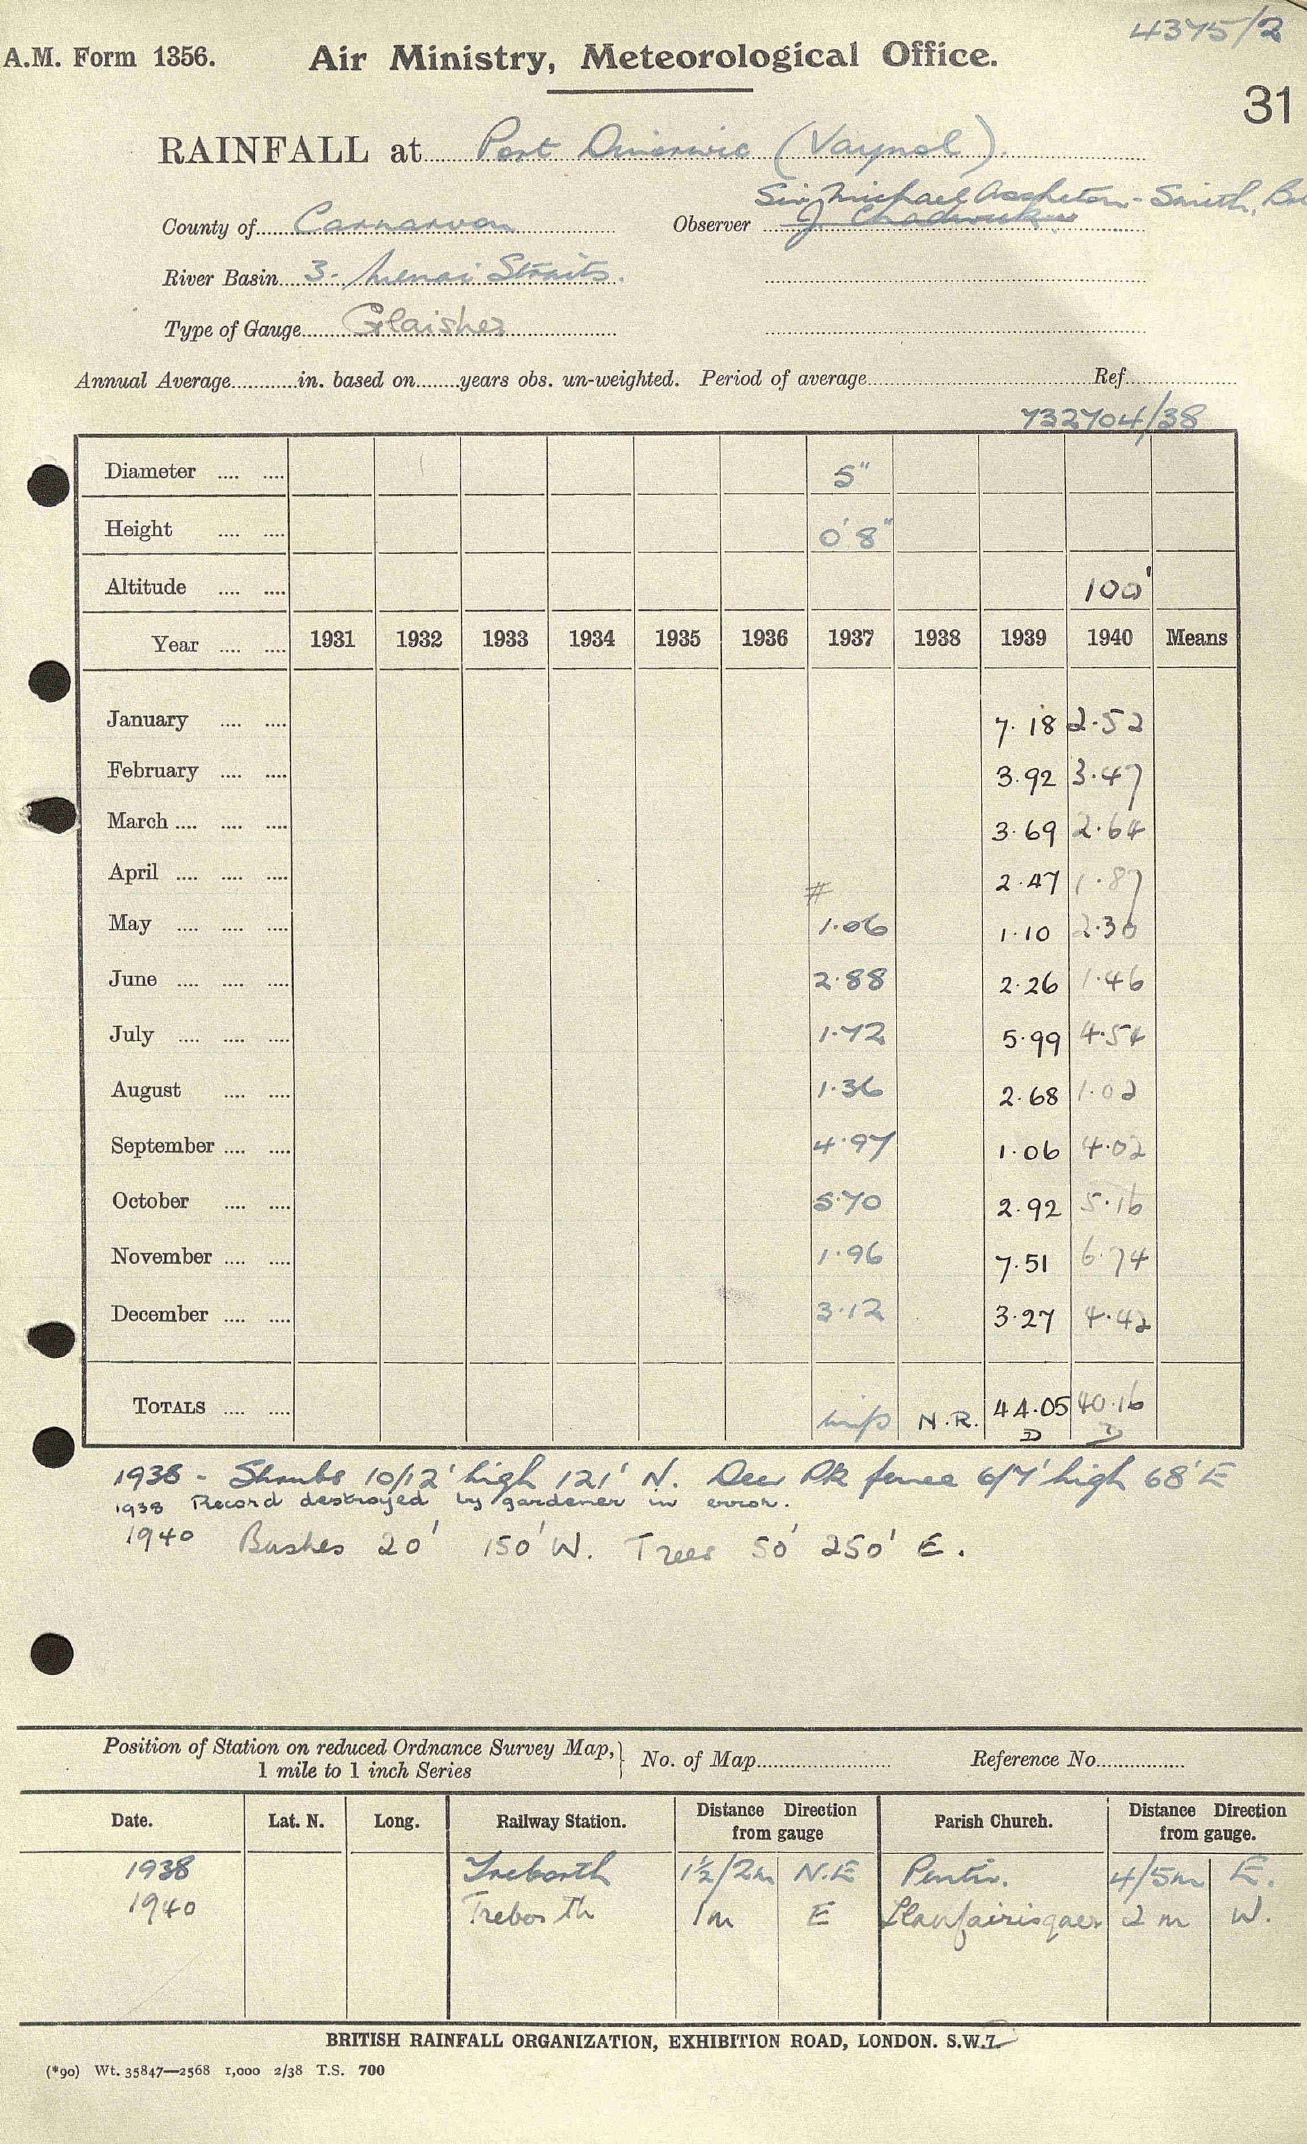 4375/2
A.M. Form 1356. Air Ministry, Meteorological Office.
31
RAINFALL at Port Dinorwic (Vaynol).
Sir Michael Assheton-Smith, Bt
County of Carnarvon Observer J. Chadwick
River Basin 3. Menai Straits.
Type of Gauge Glaisher
Annual Average in. based on years obs. un-weighted. Period of average Ref.
732704/38
Diameter .... .... 5"
Height .... .... 0' 8"
Altitude .... .... 100'
Year .... .... 1931 1932 1933 1934 1935 1936 1937 1938 1939 1940 Means
January .... .... 7.18 2.52
February .... .... 3.92 3.47
March .... .... .... 3.69 2.64
April .... .... .... # 2.47 1.87
May .... .... .... 1.06 1.10 2.30
June .... .... .... 2.88 2.26 1.46
July .... .... .... 1.72 5.99 4.54
August .... .... 1.36 2.68 1.02
September .... .... 4.97 1.06 4.02
October .... .... 5.70 2.92 5.16
November .... .... 1.96 7.51 6.74
December .... .... 3.12 3.27 4.42
TOTALS .... .... imp N.R. 44.05 40.16
D D
1938 - Shrubs 10/12' high 121' N. Deer Pk fence 6/7' high 68' E
1938 Record destroyed by gardener in error.
1940 Bushes 20' 150' W. Trees 50' 250' E.
Position of Station on reduced Ordnance Survey Map, 1 mile to 1 inch Series } No. of Map Reference No.
Date. Lat. N. Long. Railway Station. Distance Direction from gauge Parish Church. Distance Direction from gauge.
1938 Treborth 1½/2m N.E Pentir. 4/5m E.
1940 Treborth 1m E Llanfairisgaer 2 m W.
BRITISH RAINFALL ORGANIZATION, EXHIBITION ROAD, LONDON. S.W.7.
(*90) Wt. 35847—2568 1,000 2/38 T.S. 700